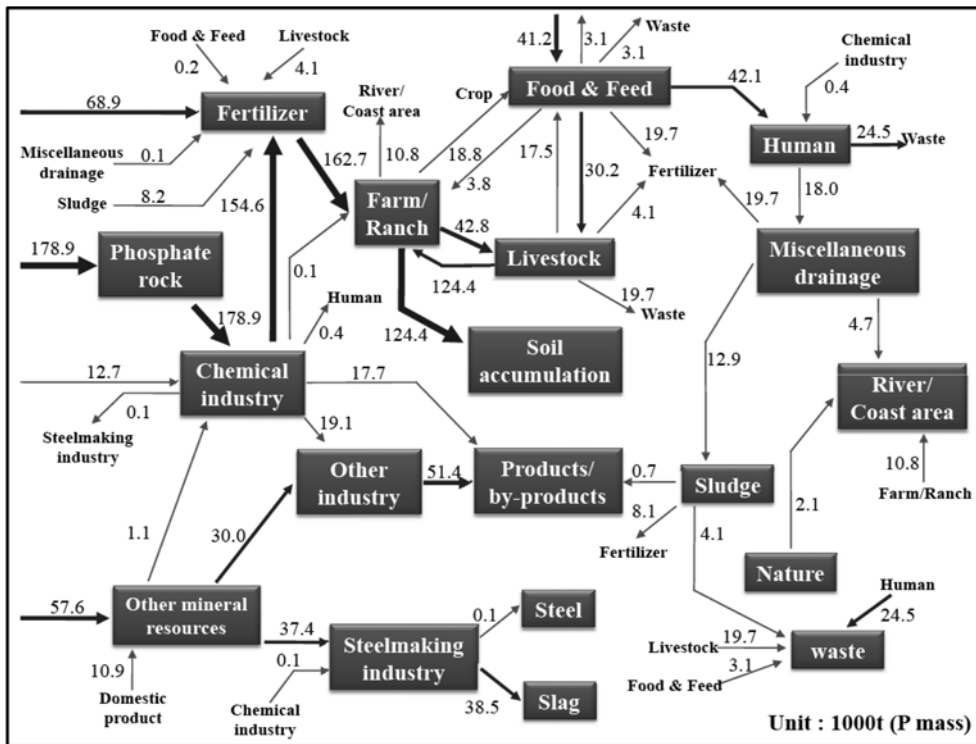 Food & Feed
0.2
Livestock
4.1
68.9
Fertilizer
Miscellaneous
drainage
0.1
Sludge
8.2
154.6
162.7
River/
Coast area
10.8
Crop
18.8
3.8
41.2
3.1
Waste
3.1
Food & Feed
42.1
Chemical
industry
0.4
Human
24.5
Waste
18.0
17.5
30.2
19.7
Fertilizer
4.1
19.7
Farm/
Ranch
42.8
124.4
Livestock
19.7
Waste
Miscellaneous
drainage
178.9
Phosphate
rock
178.9
0.1
Human
0.4
124.4
Soil
accumulation
12.9
4.7
12.7
Chemical
industry
0.1
Steelmaking
industry
17.7
19.1
River/
Coast area
10.8
Farm/Ranch
Other
industry
51.4
Products/
by-products
0.7
Sludge
8.1
Fertilizer
4.1
2.1
Nature
1.1
30.0
57.6
Other mineral
resources
10.9
Domestic
product
37.4
0.1
Chemical
industry
Steelmaking
industry
0.1
Steel
38.5
Slag
Human
24.5
Livestock
19.7
Food & Feed
3.1
waste
Unit : 1000t (P mass)